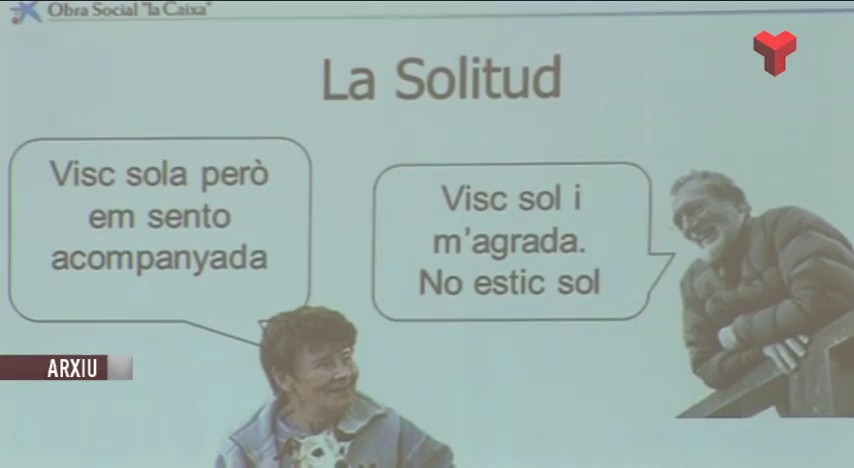 Obra Social "la Caixa"
La Solitud
Visc sola però
em sento
acompanyada
Visc sol i
m'agrada.
No estic sol
ARXIU